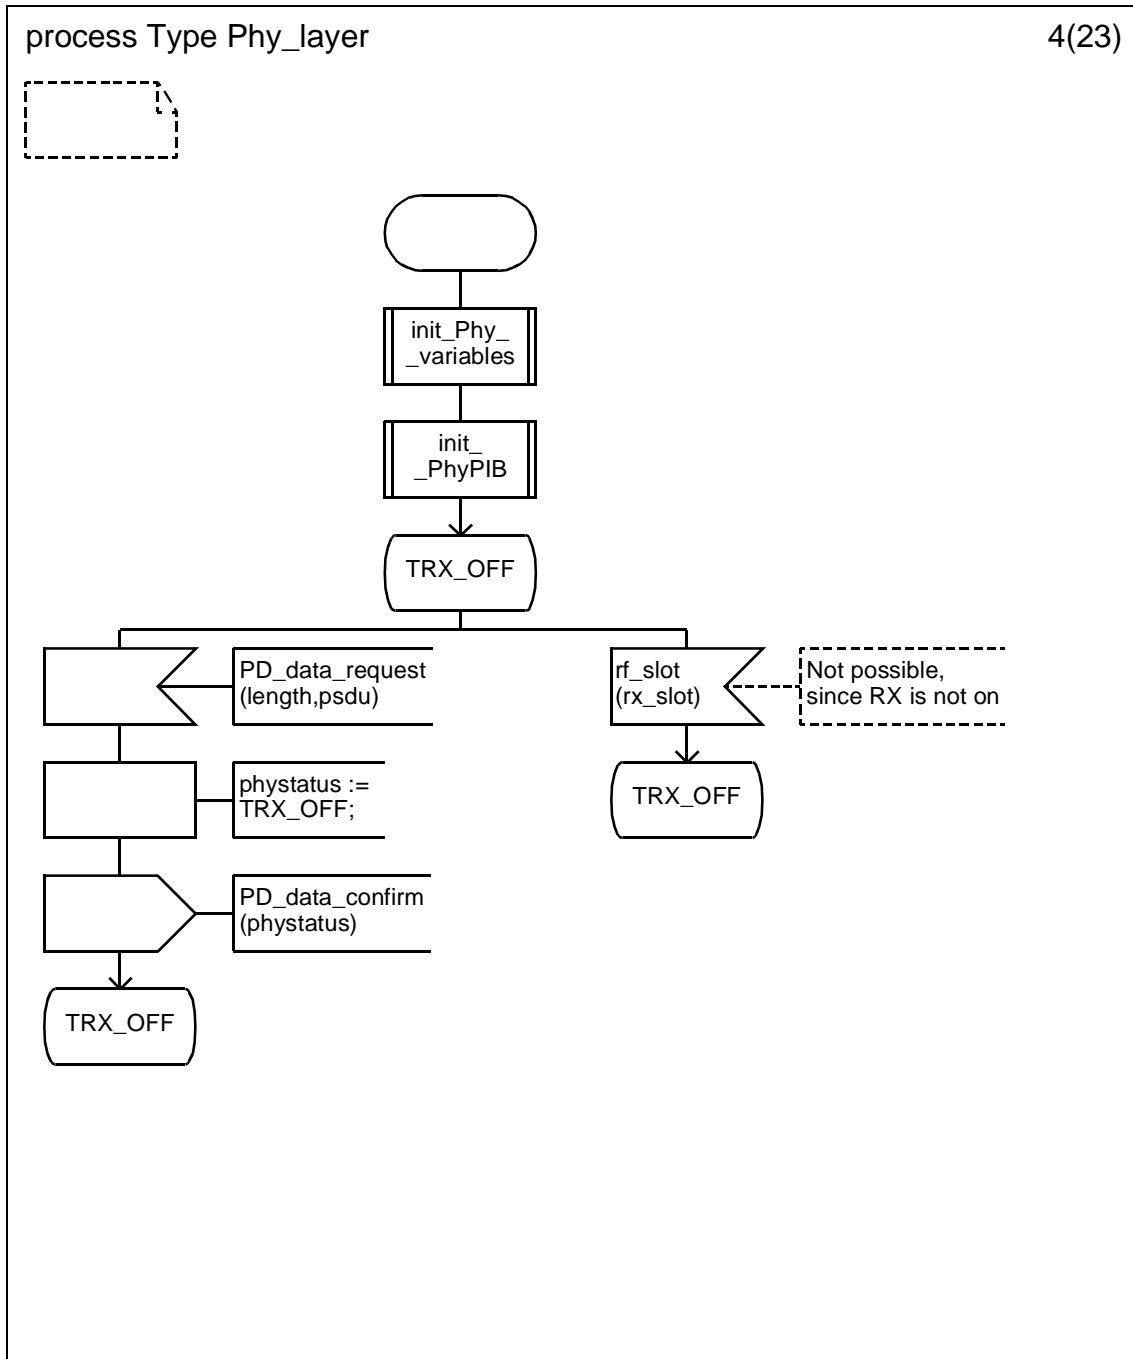 process Type Phy_layer
4(23)
init_Phy_
_variables
init_
_PhyPIB
TRX_OFF
PD_data_request
(length,psdu)
phystatus :=
TRX_OFF;
PD_data_confirm
(phystatus)
TRX_OFF
rf_slot
(rx_slot)
Not possible,
since RX is not on
TRX_OFF